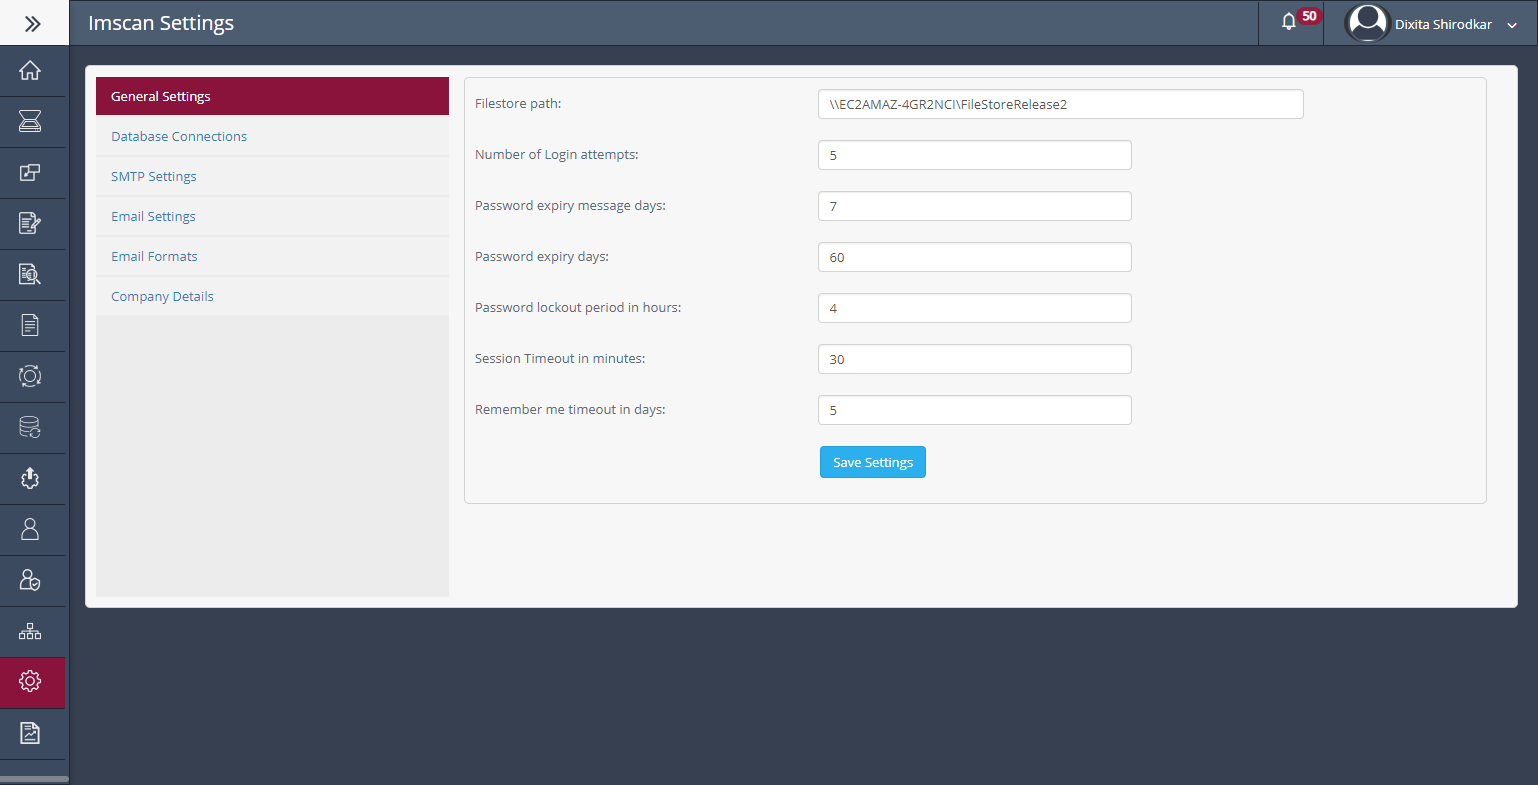 Imscan Settings
50
Dixita Shirodkar
General Settings
Database Connections
SMTP Settings
Email Settings
Email Formats
Company Details
Filestore path:
\\EC2AMAZ-4GR2NCI\FileStoreRelease2
Number of Login attempts:
5
Password expiry message days:
7
Password expiry days:
60
Password lockout period in hours:
4
Session Timeout in minutes:
30
Remember me timeout in days:
5
Save Settings